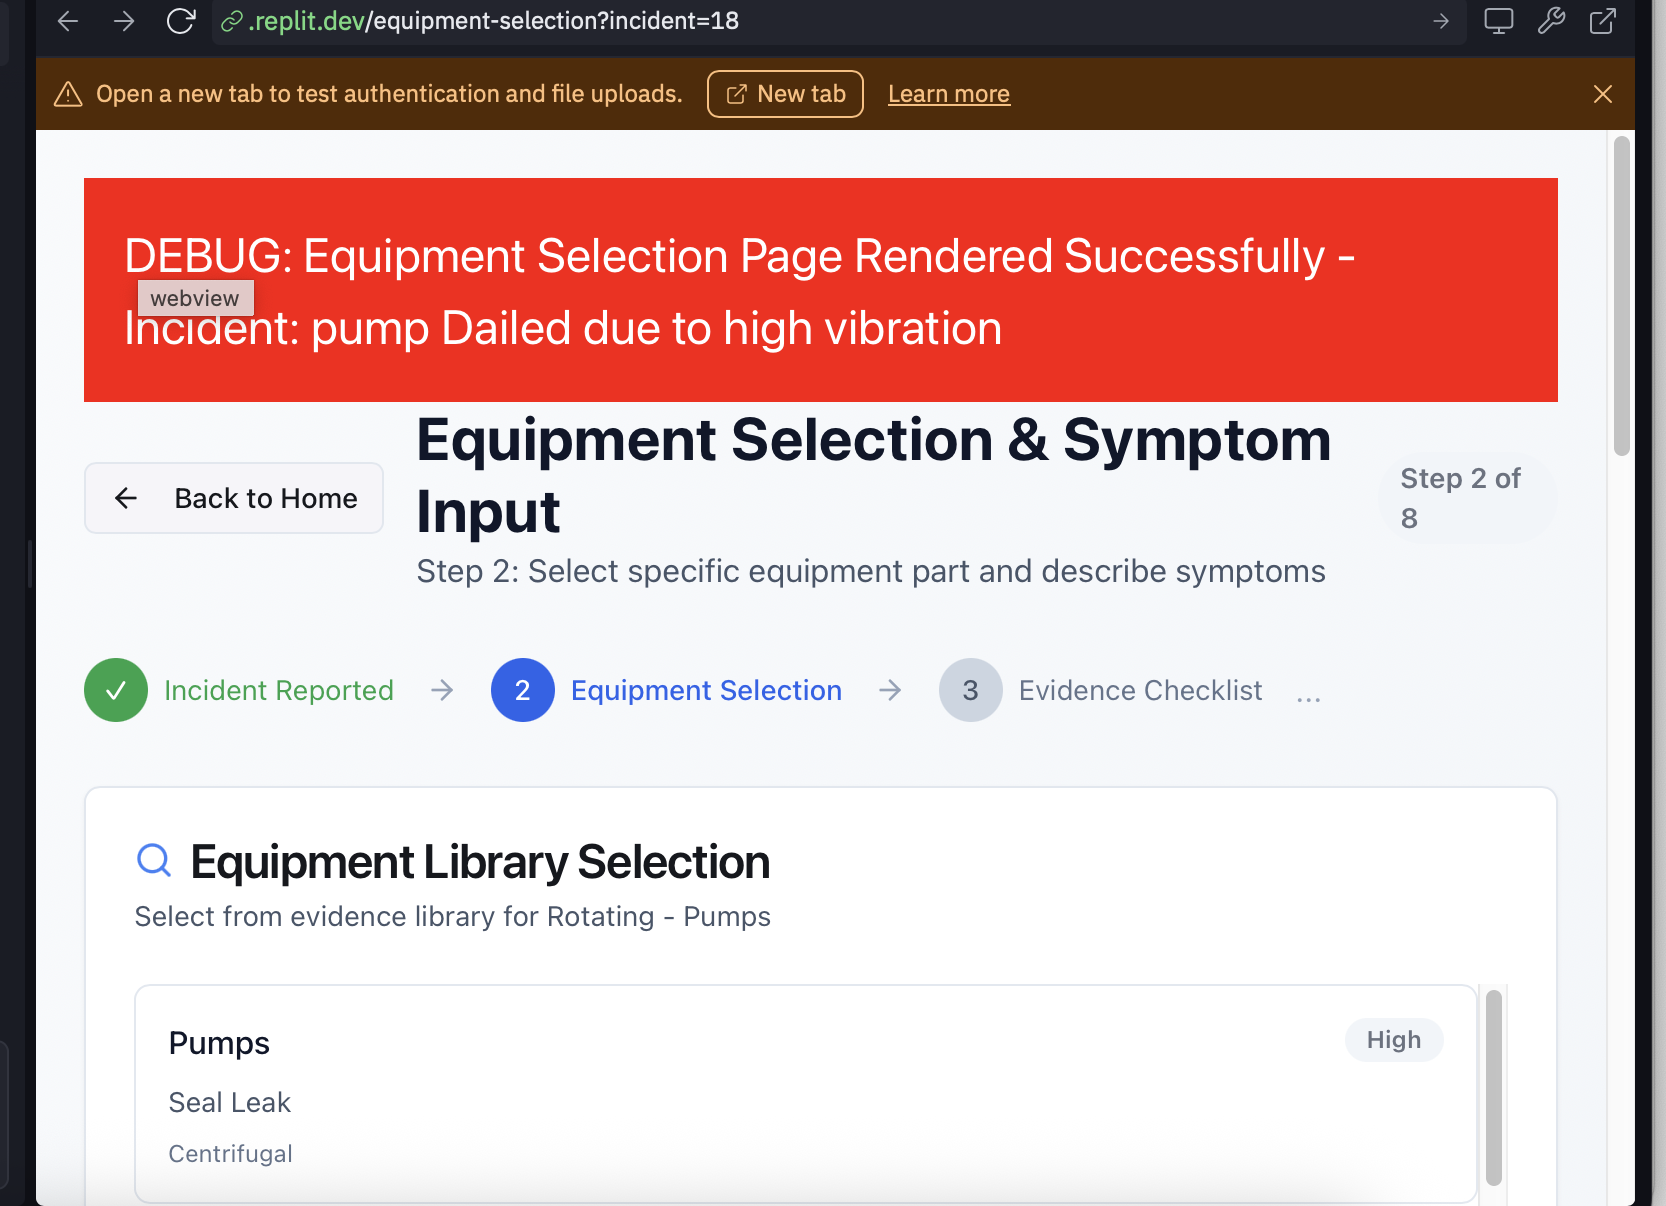 .replit.dev/equipment-selection?incident=18
Open a new tab to test authentication and file uploads. New tab Learn more
DEBUG: Equipment Selection Page Rendered Successfully -
webview
Incident: pump Dailed due to high vibration
Back to Home
Equipment Selection & Symptom
Input
Step 2: Select specific equipment part and describe symptoms
Step 2 of
8
Incident Reported 2 Equipment Selection 3 Evidence Checklist ...
Equipment Library Selection
Select from evidence library for Rotating - Pumps
Pumps High
Seal Leak
Centrifugal